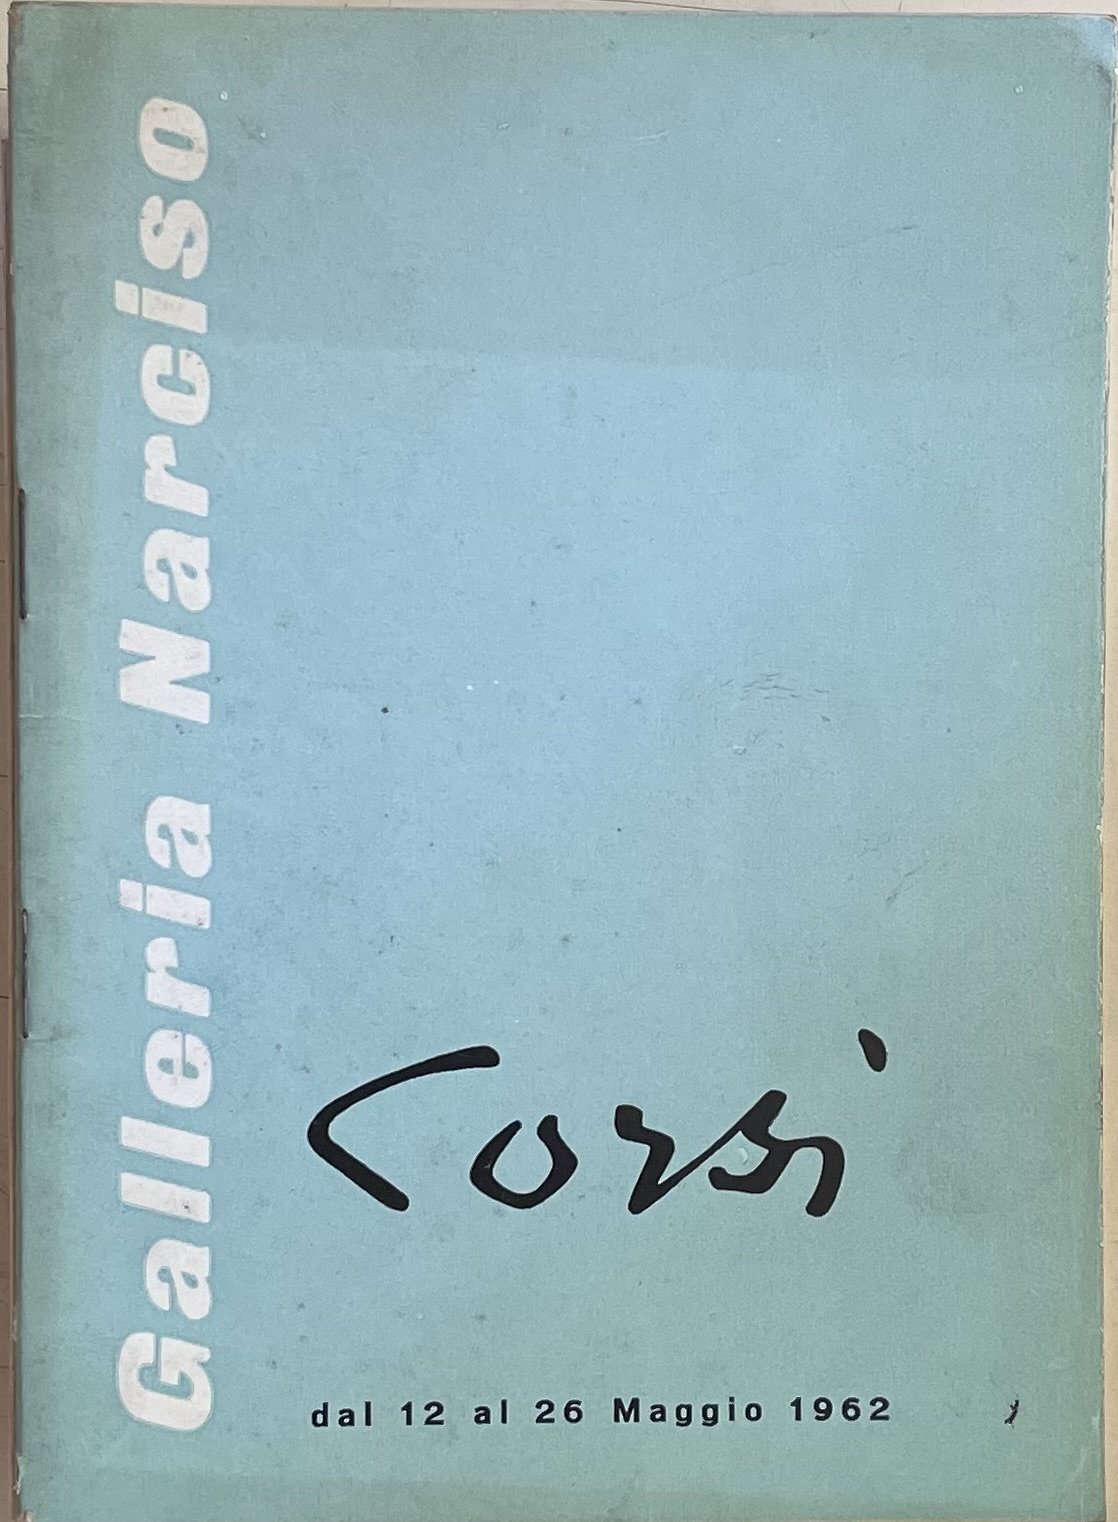 Galleria Narciso
Corsi
dal 12 al 26 Maggio 1962